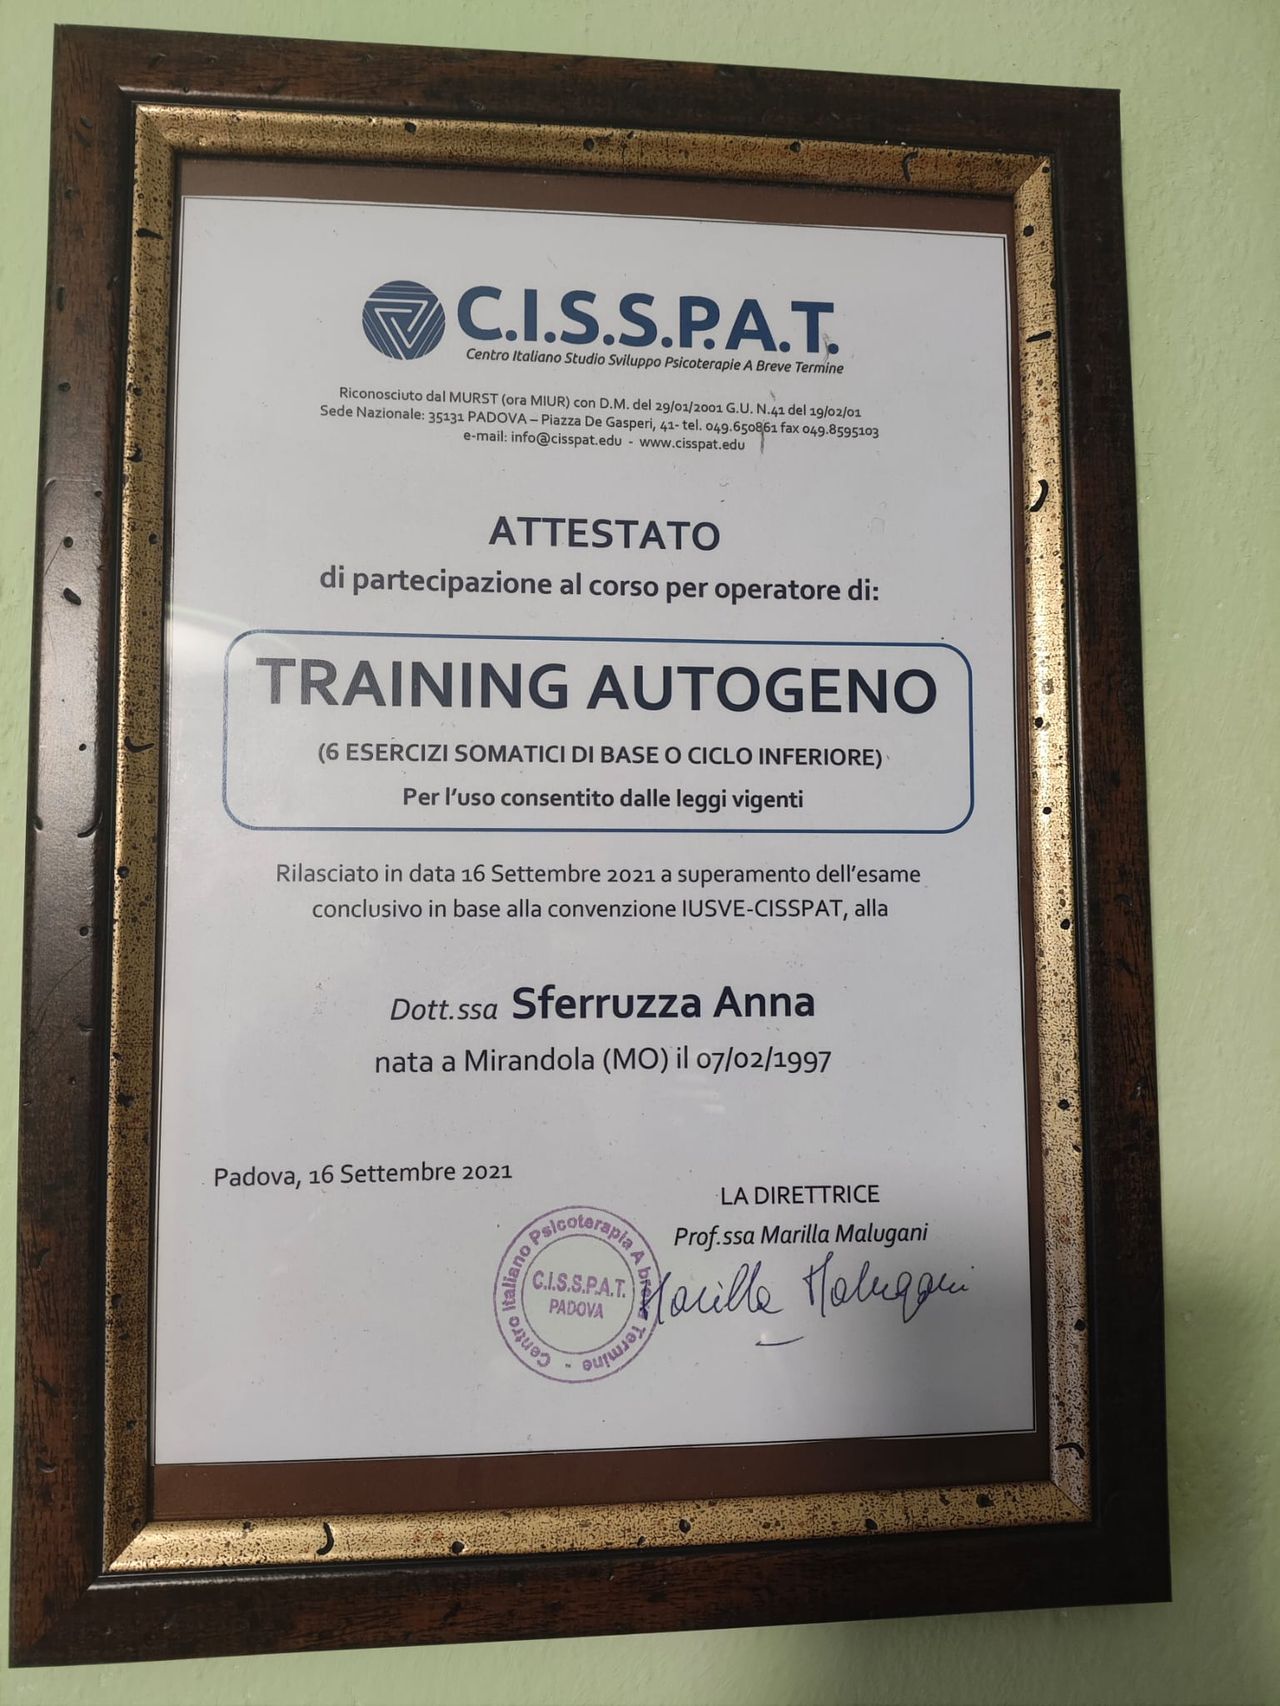 C.I.S.S.P.A.T.
Centro Italiano Studio Sviluppo Psicoterapie A Breve Termine
Riconosciuto dal MURST (ora MIUR) con D.M. del 29/01/2001 G.U. N.41 del 19/02/01
Sede Nazionale: 35131 PADOVA – Piazza De Gasperi, 41- tel. 049.650861 fax 049.8595103
e-mail: info@cisspat.edu - www.cisspat.edu
ATTESTATO
di partecipazione al corso per operatore di:
TRAINING AUTOGENO
(6 ESERCIZI SOMATICI DI BASE O CICLO INFERIORE)
Per l'uso consentito dalle leggi vigenti
Rilasciato in data 16 Settembre 2021 a superamento dell'esame
conclusivo in base alla convenzione IUSVE-CISSPAT, alla
Dott.ssa Sferruzza Anna
nata a Mirandola (MO) il 07/02/1997
Padova, 16 Settembre 2021
LA DIRETTRICE
Prof.ssa Marilla Malugani
Marilla Malugani
Centro Italiano Psicoterapia A breve Termine -
C.I.S.S.P.A.T.
PADOVA